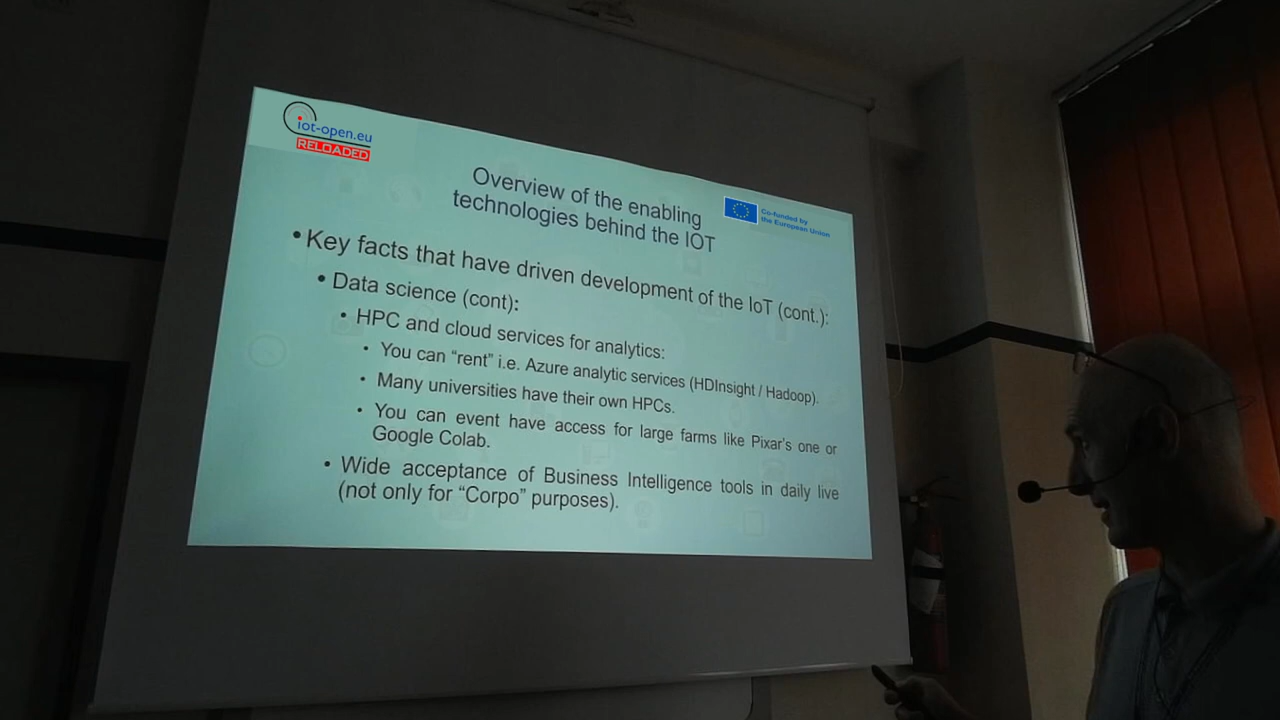 iot-open.eu
RELOADED
Overview of the enabling
technologies behind the IOT
Co-funded by
the European Union
•Key facts that have driven development of the IoT (cont.):
• Data science (cont):
• HPC and cloud services for analytics:
• You can “rent” i.e. Azure analytic services (HDInsight / Hadoop).
• Many universities have their own HPCs.
• You can event have access for large farms like Pixar's one or
Google Colab.
• Wide acceptance of Business Intelligence tools in daily live
(not only for “Corpo” purposes).